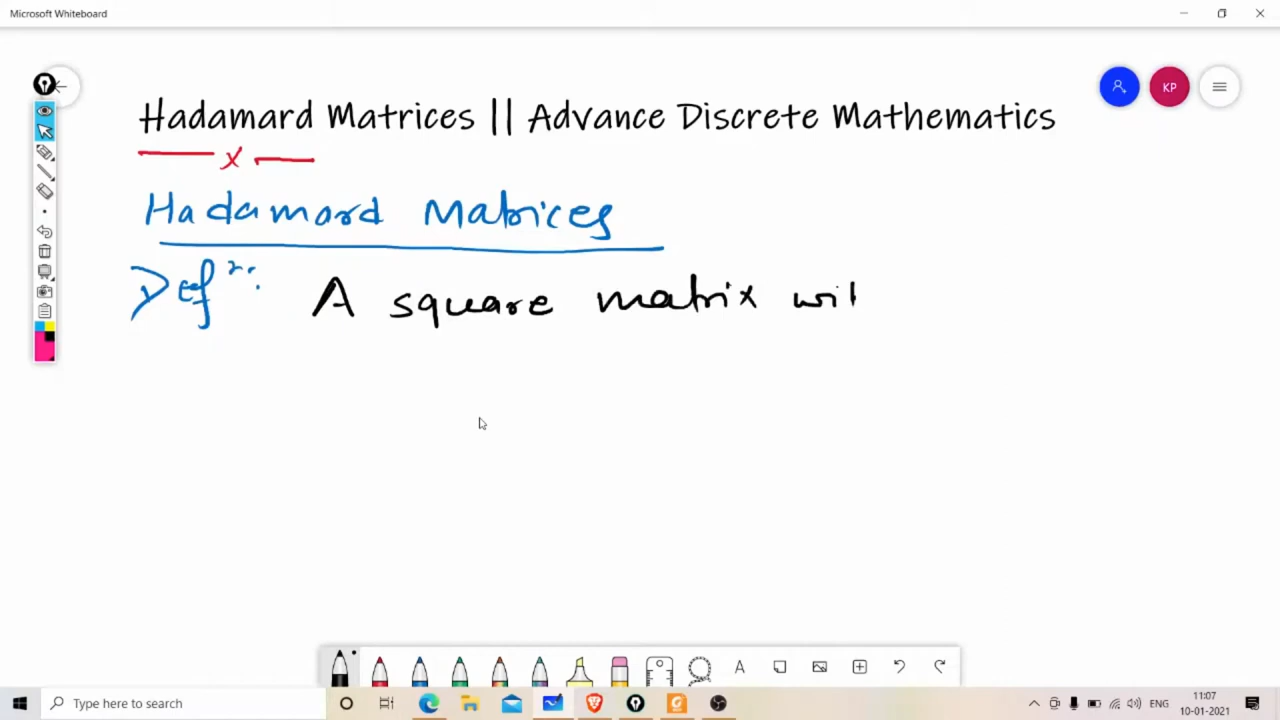 Microsoft Whiteboard
KP
Hadamard Matrices || Advance Discrete Mathematics
x
Hadamard Matrices
Defn:
A square matrix wit
A
Type here to search
ENG
11:07
10-01-2021